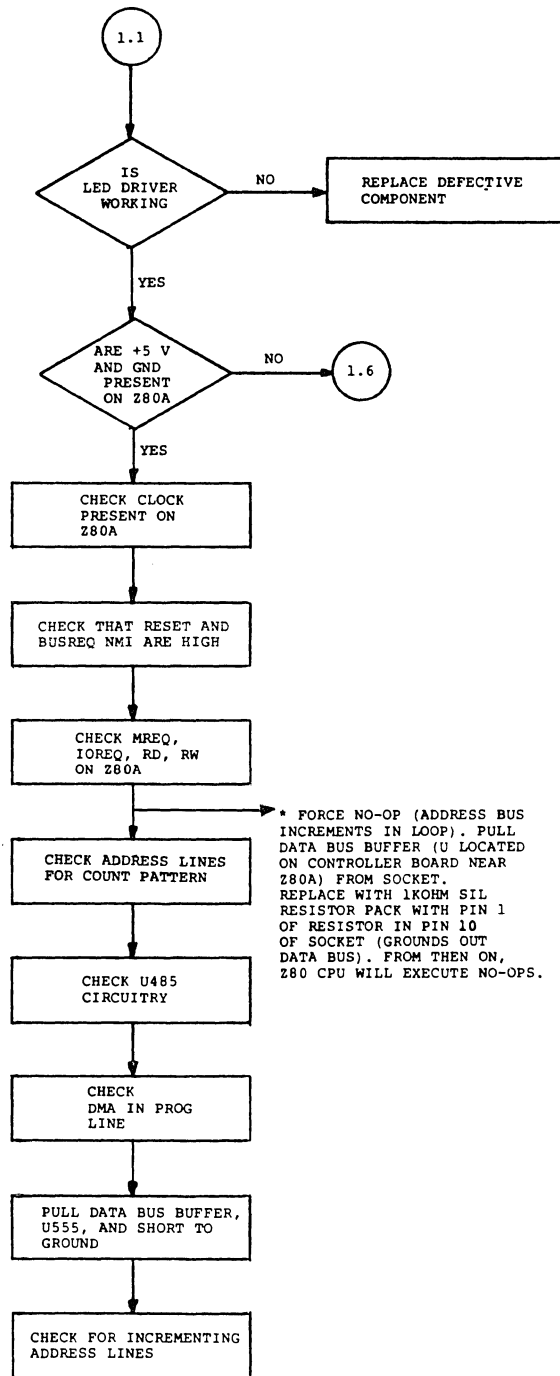 1.1
IS
LED DRIVER
WORKING
NO
REPLACE DEFECTIVE
COMPONENT
YES
ARE +5 V
AND GND
PRESENT
ON Z80A
NO
1.6
YES
CHECK CLOCK
PRESENT ON
Z80A
CHECK THAT RESET AND
BUSREQ NMI ARE HIGH
CHECK MREQ,
IOREQ, RD, RW
ON Z80A
* FORCE NO-OP (ADDRESS BUS
INCREMENTS IN LOOP). PULL
DATA BUS BUFFER (U LOCATED
ON CONTROLLER BOARD NEAR
Z80A) FROM SOCKET.
REPLACE WITH 1KOHM SIL
RESISTOR PACK WITH PIN 1
OF RESISTOR IN PIN 10
OF SOCKET (GROUNDS OUT
DATA BUS). FROM THEN ON,
Z80 CPU WILL EXECUTE NO-OPS.
CHECK ADDRESS LINES
FOR COUNT PATTERN
CHECK U485
CIRCUITRY
CHECK
DMA IN PROG
LINE
PULL DATA BUS BUFFER,
U555, AND SHORT TO
GROUND
CHECK FOR INCREMENTING
ADDRESS LINES